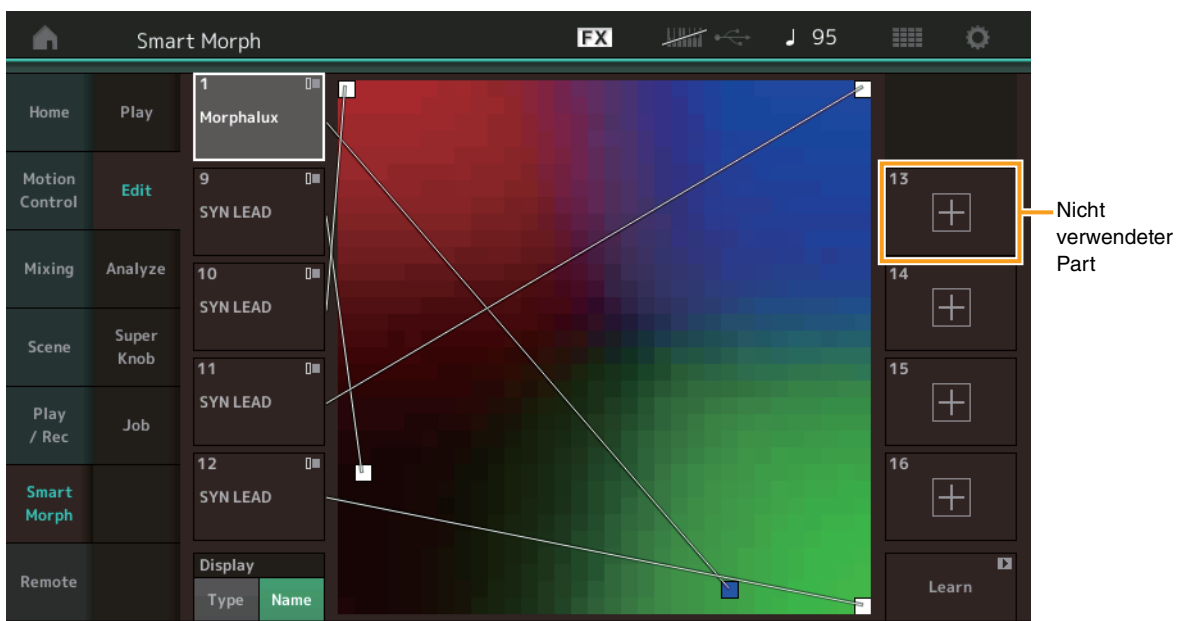 Smart Morph
FX
95
Home
Motion
Control
Mixing
Scene
Play
/ Rec
Smart
Morph
Remote
Play
Edit
Analyze
Super
Knob
Job
1
Morphalux
9
SYN LEAD
10
SYN LEAD
11
SYN LEAD
12
SYN LEAD
Display
Type
Name
13
14
15
16
Learn
Nicht
verwendeter
Part